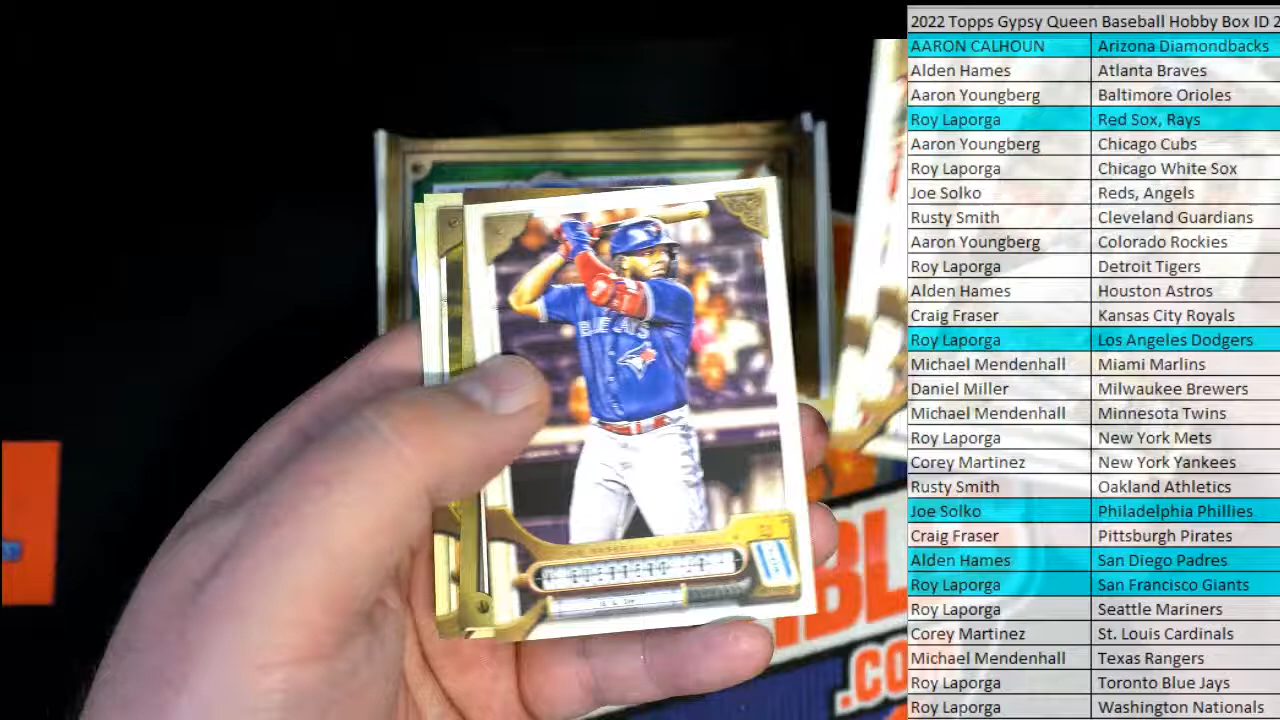 2022 Topps Gypsy Queen Baseball Hobby Box ID 2
AARON CALHOUN Arizona Diamondbacks
Alden Hames Atlanta Braves
Aaron Youngberg Baltimore Orioles
Roy Laporga Red Sox, Rays
Aaron Youngberg Chicago Cubs
Roy Laporga Chicago White Sox
Joe Solko Reds, Angels
Rusty Smith Cleveland Guardians
Aaron Youngberg Colorado Rockies
Roy Laporga Detroit Tigers
Alden Hames Houston Astros
Craig Fraser Kansas City Royals
Roy Laporga Los Angeles Dodgers
Michael Mendenhall Miami Marlins
Daniel Miller Milwaukee Brewers
Michael Mendenhall Minnesota Twins
Roy Laporga New York Mets
Corey Martinez New York Yankees
Rusty Smith Oakland Athletics
Joe Solko Philadelphia Phillies
Craig Fraser Pittsburgh Pirates
Alden Hames San Diego Padres
Roy Laporga San Francisco Giants
Roy Laporga Seattle Mariners
Corey Martinez St. Louis Cardinals
Michael Mendenhall Texas Rangers
Roy Laporga Toronto Blue Jays
Roy Laporga Washington Nationals
BLUE JAYS
BL
.CO